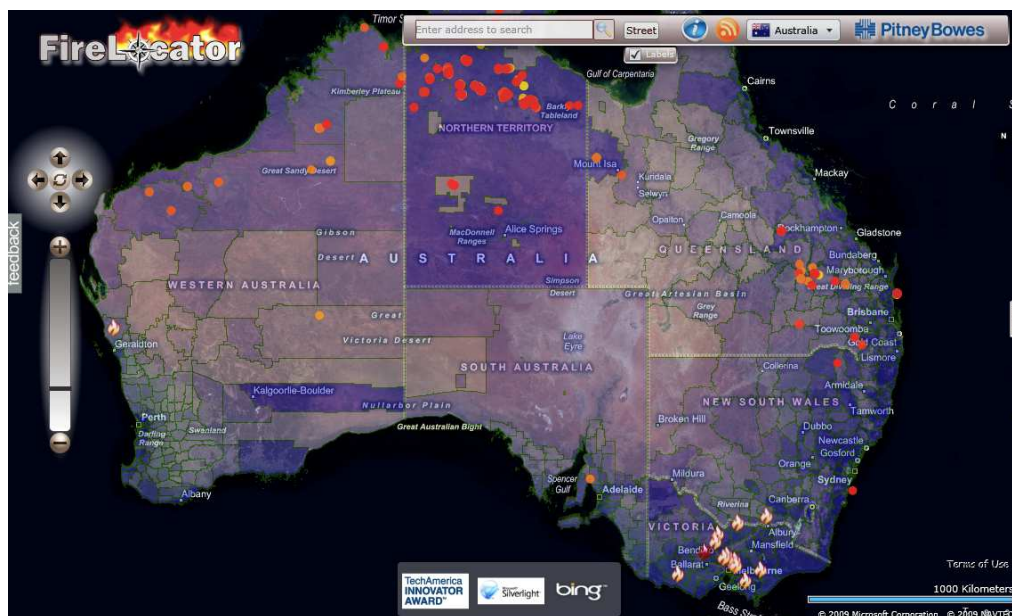 FireLocator
Timor S
Enter address to search
Street
Australia
PitneyBowes
Labels
Gulf of Carpentaria
Kimberley Plateau
Cairns
Coral S
N
Barkly
Tableland
NORTHERN TERRITORY
Townsville
Gregory
Range
Great Sandy Desert
Mount Isa
Kuridala
Selwyn
Mackay
Opalton
Camoola
Rockhampton
Gladstone
MacDonnell
Ranges
Alice Springs
Gibson
Desert
AUSTRALIA
QUEENSLAND
Bundaberg
Maryborough
Great Dividing Range
feedback
WESTERN AUSTRALIA
Simpson
Desert
Great Artesian Basin
Grey
Range
Brisbane
Toowoomba
Gold Coast
Lismore
Great
Victoria Desert
Geraldton
Lake
Eyre
SOUTH AUSTRALIA
Collerina
Armidale
Kalgoorlie-Boulder
NEW SOUTH WALES
Tamworth
Nullarbor Plain
Perth
Darling
Range
Swanland
Great Australian Bight
Broken Hill
Dubbo
Newcastle
Gosford
Orange
Sydney
Albany
Spencer
Gulf
Adelaide
Mildura
Riverina
Canberra
VICTORIA
Albury
Mansfield
Ballarat
Geelong
TechAmerica
INNOVATOR
AWARD™
Microsoft
Silverlight
bing™
Terms of Use
1000 Kilometers
Bass
© 2009 Microsoft Corporation
© 2009 NAVTE